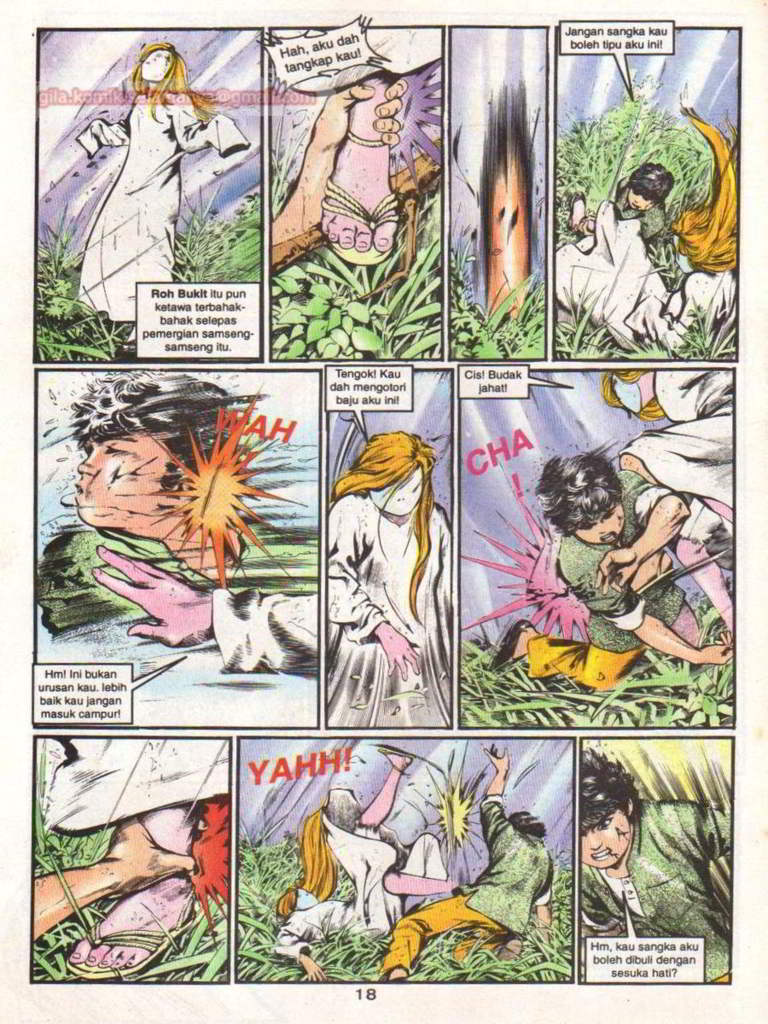 Hah, aku dah
tangkap kau!
Jangan sangka kau
boleh tipu aku ini!
Roh Bukit itu pun
ketawa terbahak-
bahak selepas
pemergian samseng-
samseng itu.
WAH
!
Hm! Ini bukan
urusan kau. lebih
baik kau jangan
masuk campur!
Tengok! Kau
dah mengotori
baju aku ini!
Cis! Budak
jahat!
CHA
!
YAHH!
Hm, kau sangka aku
boleh dibuli dengan
sesuka hati?
18